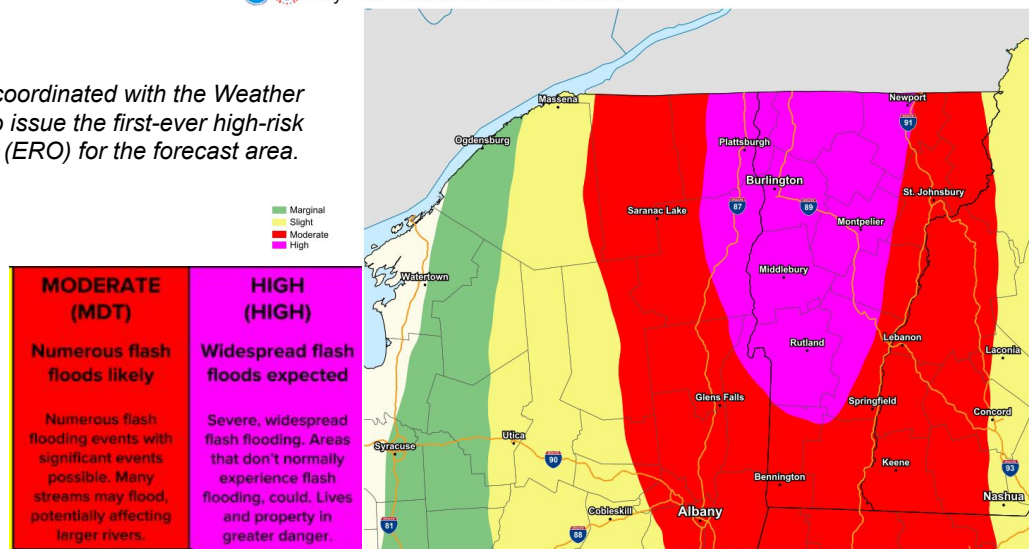 coordinated with the Weather
issue the first-ever high-risk
(ERO) for the forecast area.
Marginal
Slight
Moderate
High
MODERATE
(MDT)
Numerous flash
floods likely
Numerous flash
flooding events with
significant events
possible. Many
streams may flood,
potentially affecting
larger rivers.
HIGH
(HIGH)
Widespread flash
floods expected
Severe, widespread
flash flooding. Areas
that don't normally
experience flash
flooding, could. Lives
and property in
greater danger.
Massena
Newport
91
Ogdensburg
Plattsburgh
Burlington
St. Johnsbury
87
89
Saranac Lake
Montpelier
Watertown
Middlebury
Rutland
Lebanon
Laconia
Glens Falls
Springfield
Concord
Utica
Syracuse
90
Keene
93
Bennington
Nashua
Cobleskill
Albany
81
88